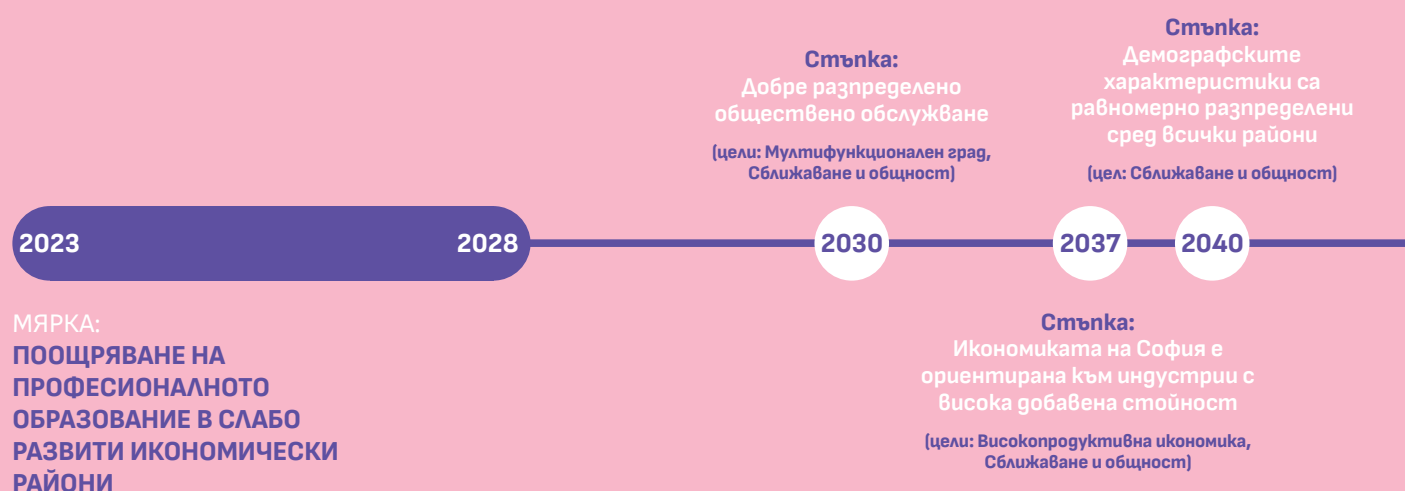 Стъпка:
Добре разпределено
обществено обслужване
(цели: Мултифункционален град,
Сближаване и общност)
Стъпка:
Демографските
характеристики са
равномерно разпределени
сред всички райони
(цел: Сближаване и общност)
2023
2028
2030
2037
2040
МЯРКА:
ПООЩРЯВАНЕ НА
ПРОФЕСИОНАЛНОТО
ОБРАЗОВАНИЕ В СЛАБО
РАЗВИТИ ИКОНОМИЧЕСКИ
РАЙОНИ
Стъпка:
Икономиката на София е
ориентирана към индустрии с
висока добавена стойност
(цели: Високопродуктивна икономика,
Сближаване и общност)